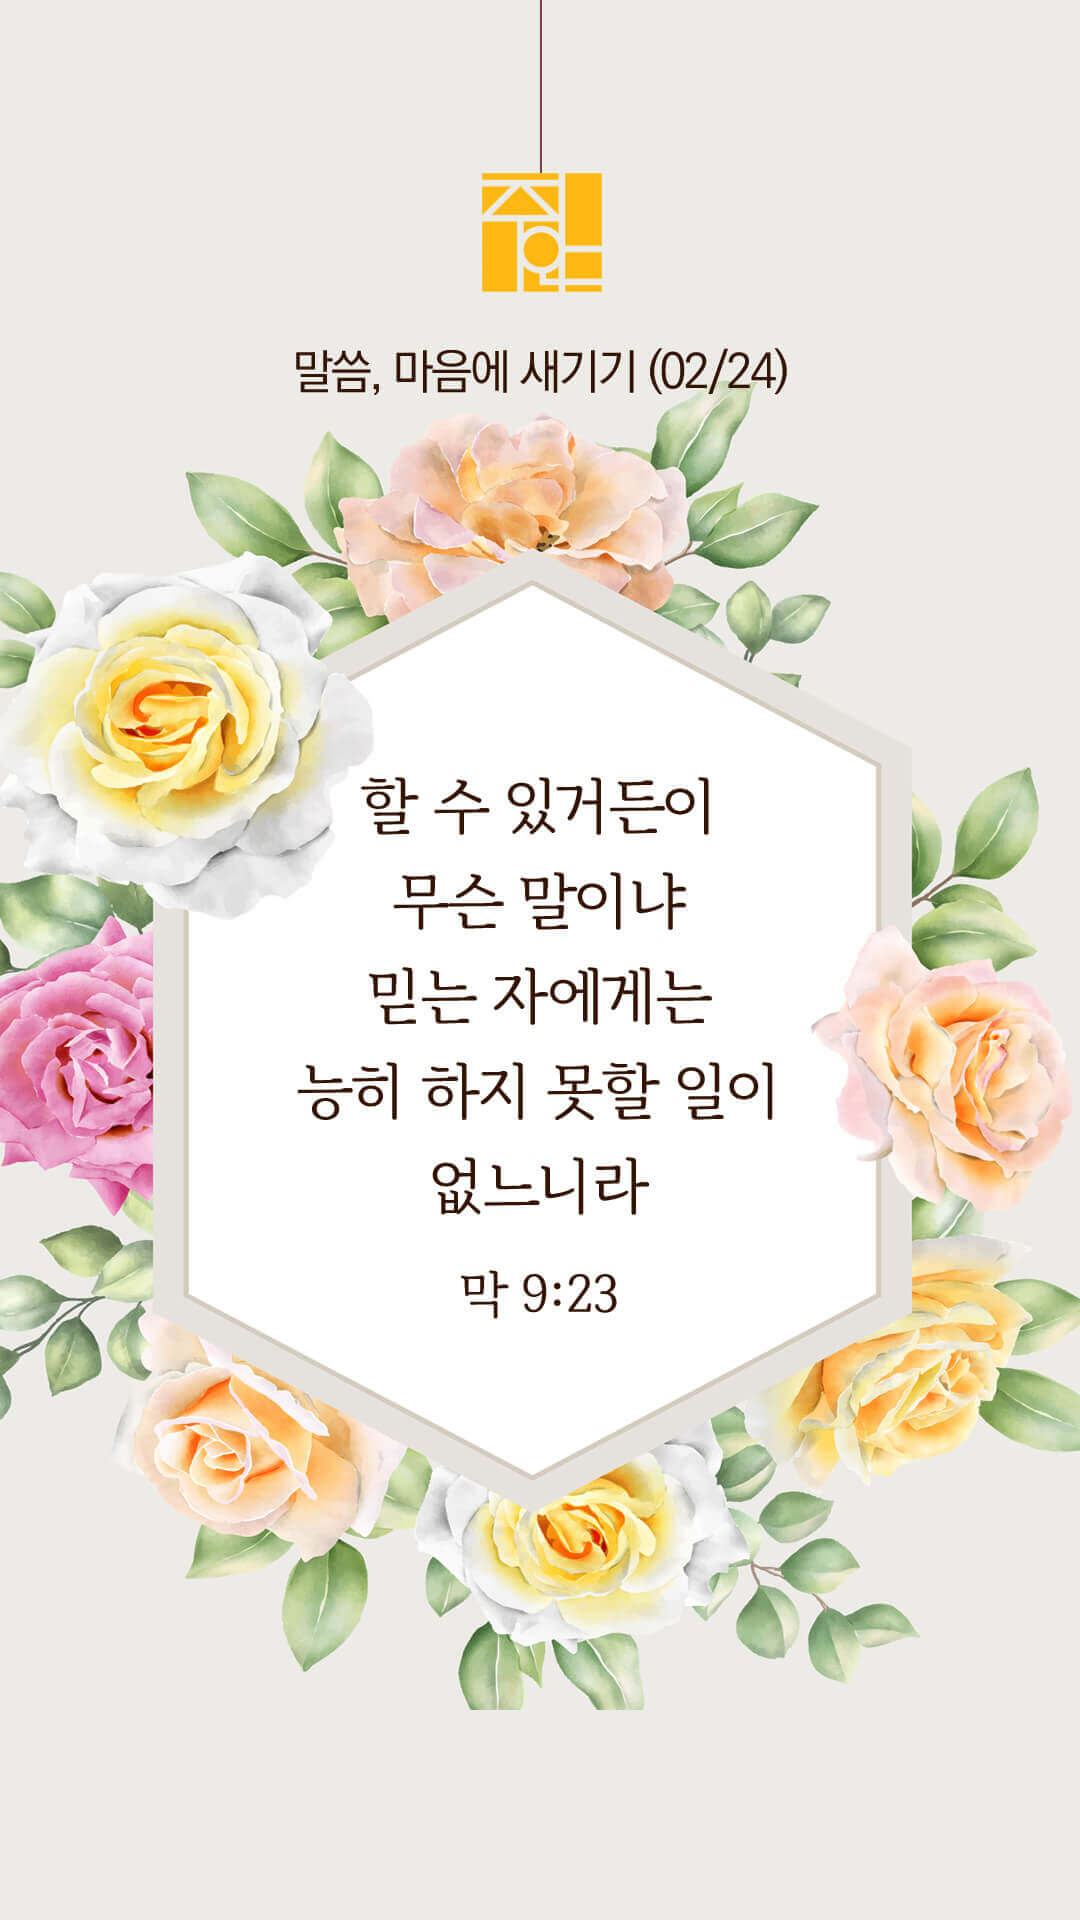 말씀, 마음에 새기기 (02/24)
할 수 있거든이
무슨 말이냐
믿는 자에게는
능히 하지 못할 일이
없느니라
막 9:23